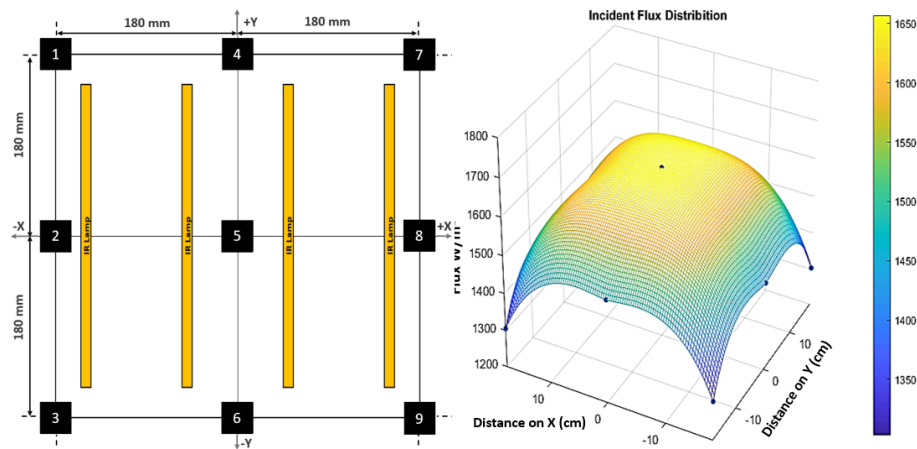 180 mm
+Y
180 mm
1
4
7
180 mm
IR Lamp
IR Lamp
IR Lamp
IR Lamp
-X
2
5
8
+X
180 mm
3
6
9
-Y
Incident Flux Distribition
1800
1700
1600
1500
1400
1300
1200
10
0
-10
Distance on X (cm)
10
0
-10
Distance on Y (cm)
1650
1600
1550
1500
1450
1400
1350